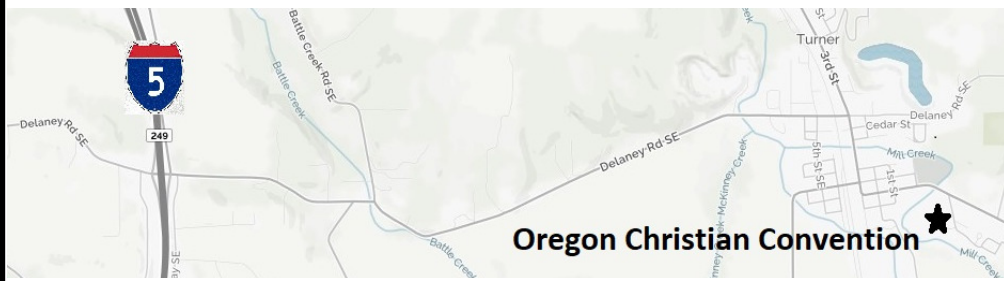 5
249
Delaney Rd SE
Battle Creek Rd SE
Battle Creek
Delaney Rd SE
Turner
3rd St
Delaney Rd SE
Cedar St
Mill Creek
5th St SE
1st St
McKinney Creek
McKinney Creek
Battle Creek
Oregon Christian Convention
Mill Creek